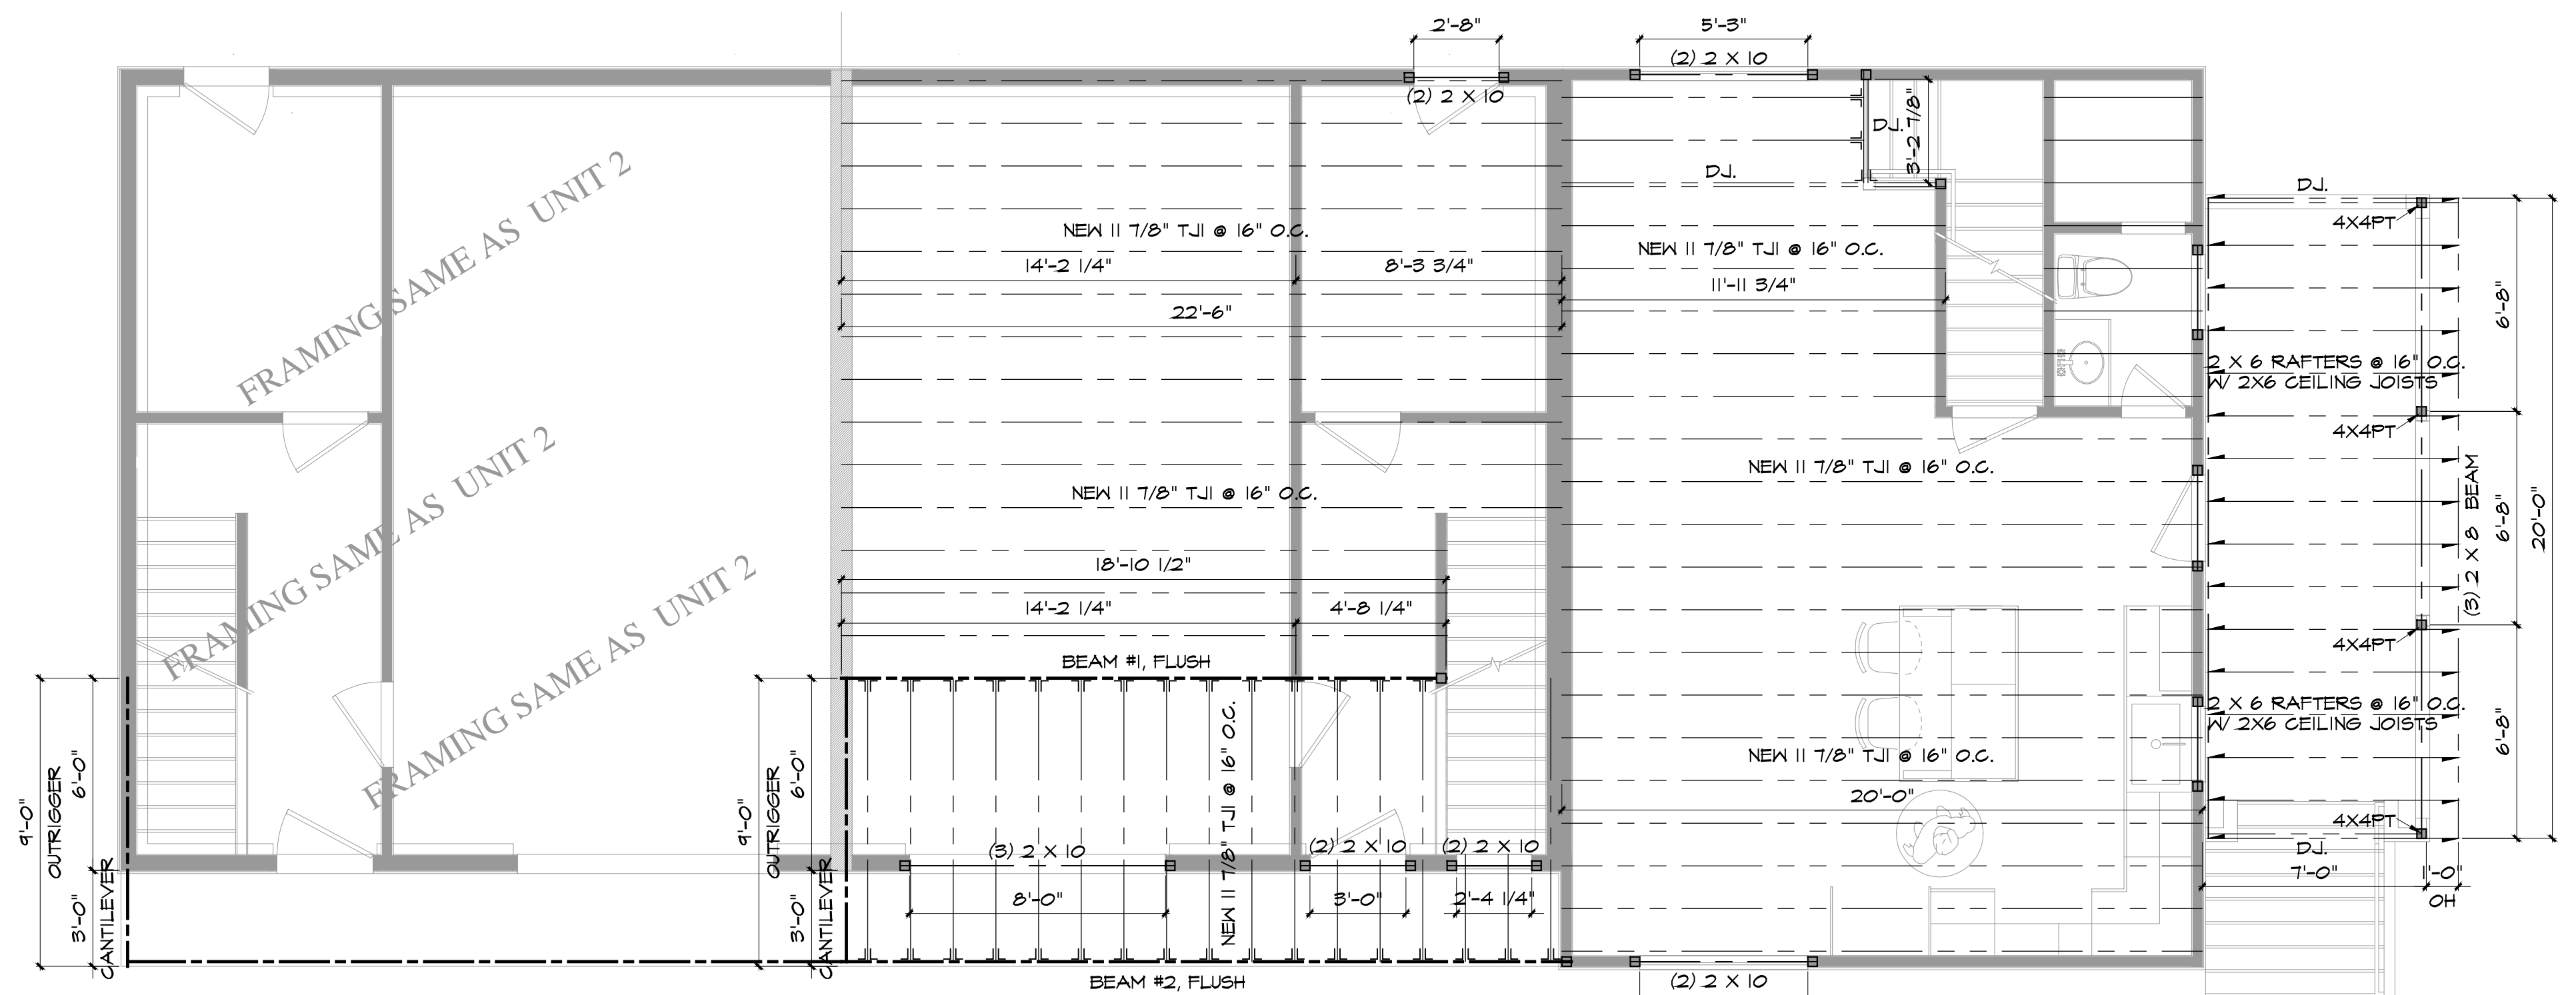 2'-8"
5'-3"
(2) 2 X 10
(2) 2 X 10
3'-2 7/8"
D.J.
D.J.
D.J.
4X4PT
FRAMING SAME AS UNIT 2
NEW 11 7/8" TJI @ 16" O.C.
NEW 11 7/8" TJI @ 16" O.C.
14'-2 1/4"
8'-3 3/4"
11'-11 3/4"
22'-6"
6'-8"
2 X 6 RAFTERS @ 16" O.C.
W/ 2X6 CEILING JOISTS
4X4PT
FRAMING SAME AS UNIT 2
NEW 11 7/8" TJI @ 16" O.C.
NEW 11 7/8" TJI @ 16" O.C.
(3) 2 X 8 BEAM
6'-8"
20'-0"
18'-10 1/2"
14'-2 1/4"
4'-8 1/4"
4X4PT
FRAMING SAME AS UNIT 2
BEAM #1, FLUSH
2 X 6 RAFTERS @ 16" O.C.
W/ 2X6 CEILING JOISTS
6'-8"
NEW 11 7/8" TJI @ 16" O.C.
NEW 11 7/8" TJI @ 16" O.C.
20'-0"
4X4PT
D.J.
9'-0"
OUTRIGGER
6'-0"
9'-0"
OUTRIGGER
6'-0"
(3) 2 X 10
(2) 2 X 10
(2) 2 X 10
7'-0"
1'-0"
OH
3'-0"
CANTILEVER
3'-0"
CANTILEVER
8'-0"
3'-0"
2'-4 1/4"
BEAM #2, FLUSH
(2) 2 X 10